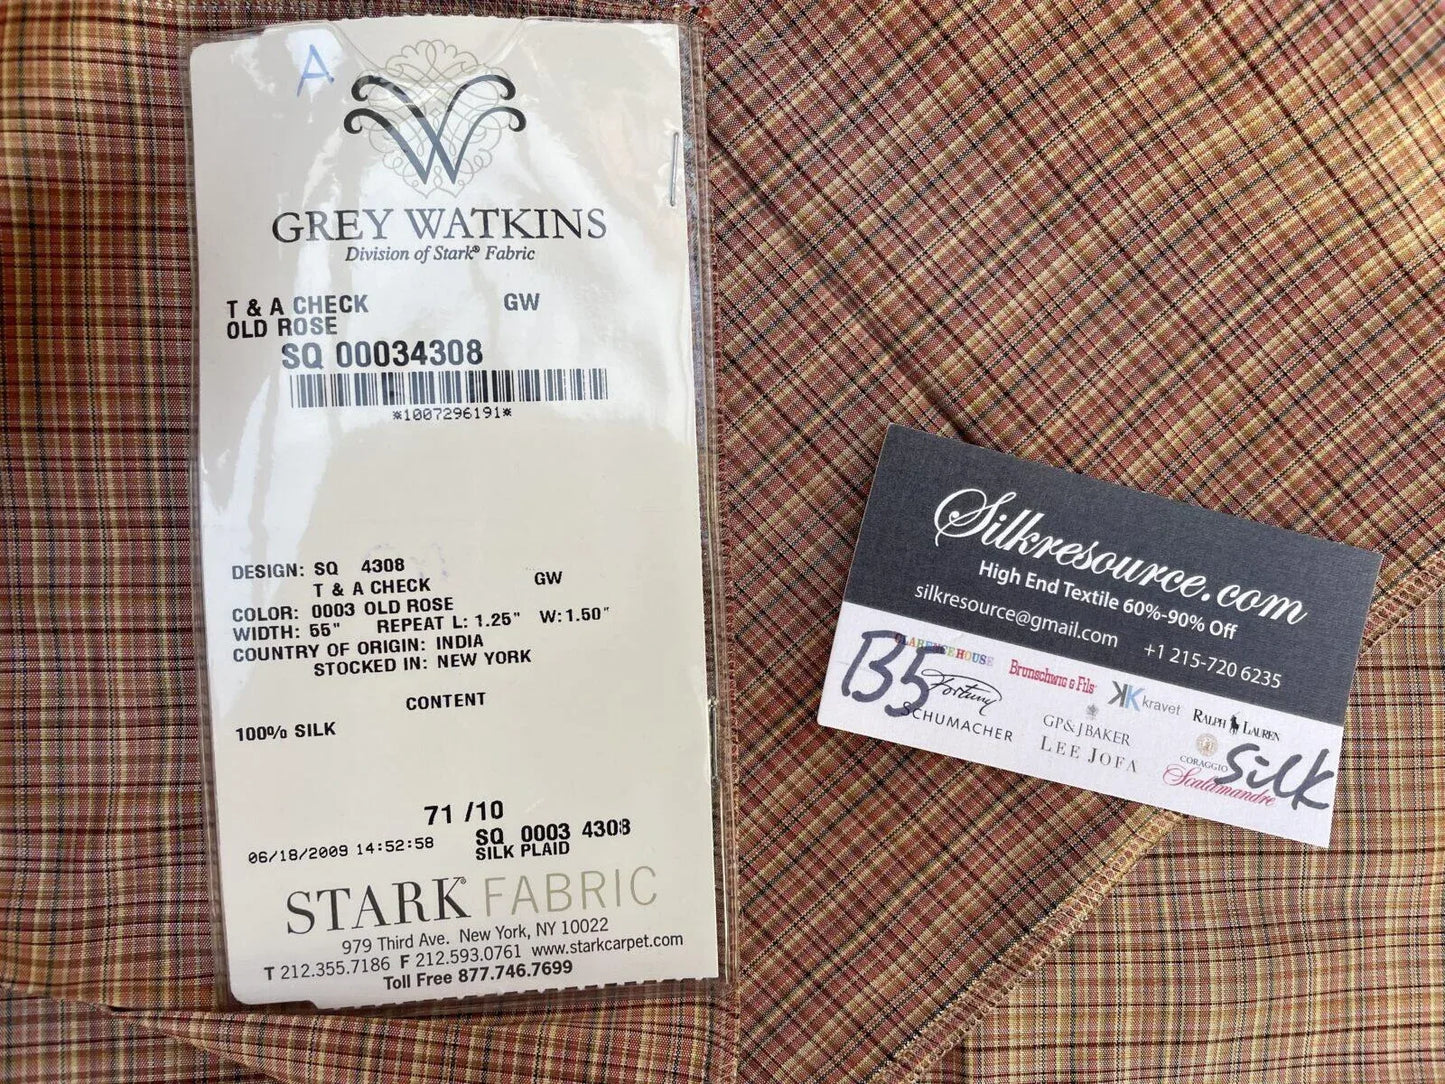 A
W
GREY WATKINS
Division of Stark® Fabric
T & A CHECK GW
OLD ROSE
SQ 00034308
*1007296191*
DESIGN: SQ 4308
T & A CHECK GW
COLOR: 0003 OLD ROSE
WIDTH: 55" REPEAT L: 1.25" W:1.50"
COUNTRY OF ORIGIN: INDIA
STOCKED IN: NEW YORK
CONTENT
100% SILK
71 /10
06/18/2009 14:52:58 SQ 0003 4308
SILK PLAID
STARK® FABRIC
979 Third Ave. New York, NY 10022
T 212.355.7186 F 212.593.0761 www.starkcarpet.com
Toll Free 877.746.7699
Silkresource.com
High End Textile 60%-90% Off
silkresource@gmail.com +1 215-720 6235
CLARENCE HOUSE Brunschwig & Fils kravet RALPH LAUREN
B5 Fortuny GP&JBAKER CORAGGIO Silk
SCHUMACHER LEE JOFA Scalamandre